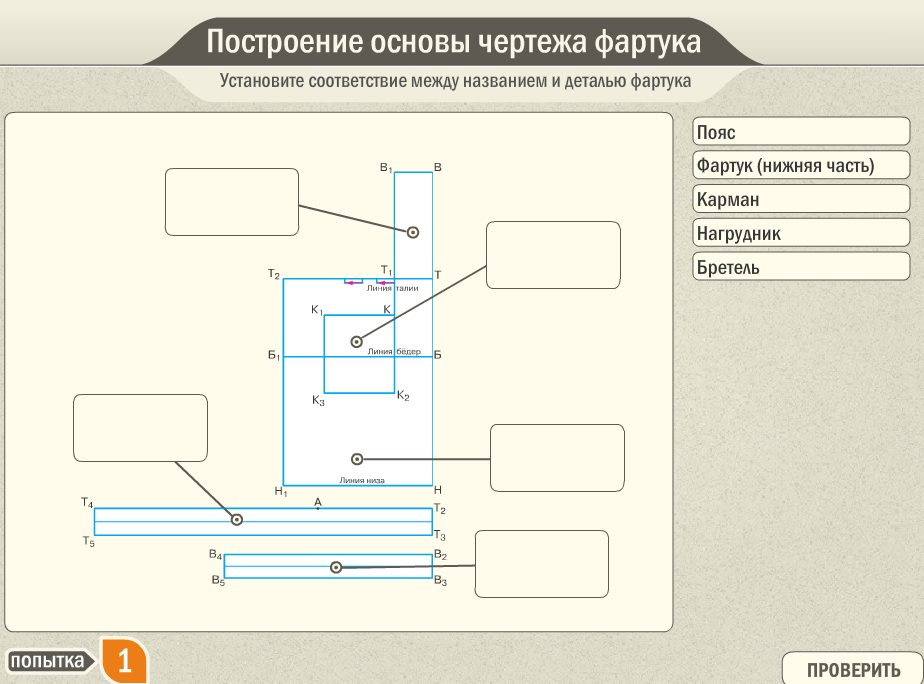 Построение основы чертежа фартука
Установите соответствие между названием и деталью фартука
Пояс
Фартук (нижняя часть)
Карман
Нагрудник
Бретель
В1 В
Т2 Т1 Т
Линия талии
К1 К
Линия бёдер
Б1 Б
К3 К2
Линия низа
Н1 Н
Т4 А Т2
Т5 Т3
В4 В2
В5 В3
ПОПЫТКА 1
ПРОВЕРИТЬ